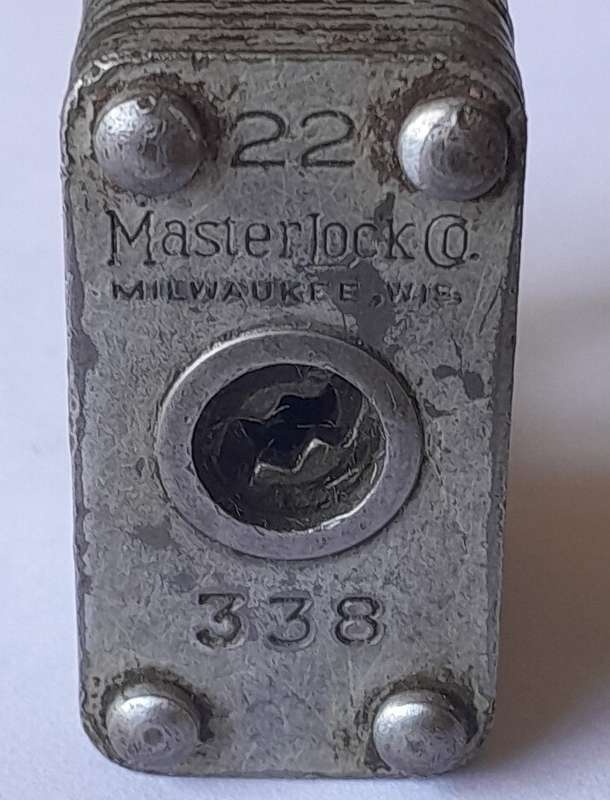 22
Master lock Co.
MILWAUKEE, WIS.
338